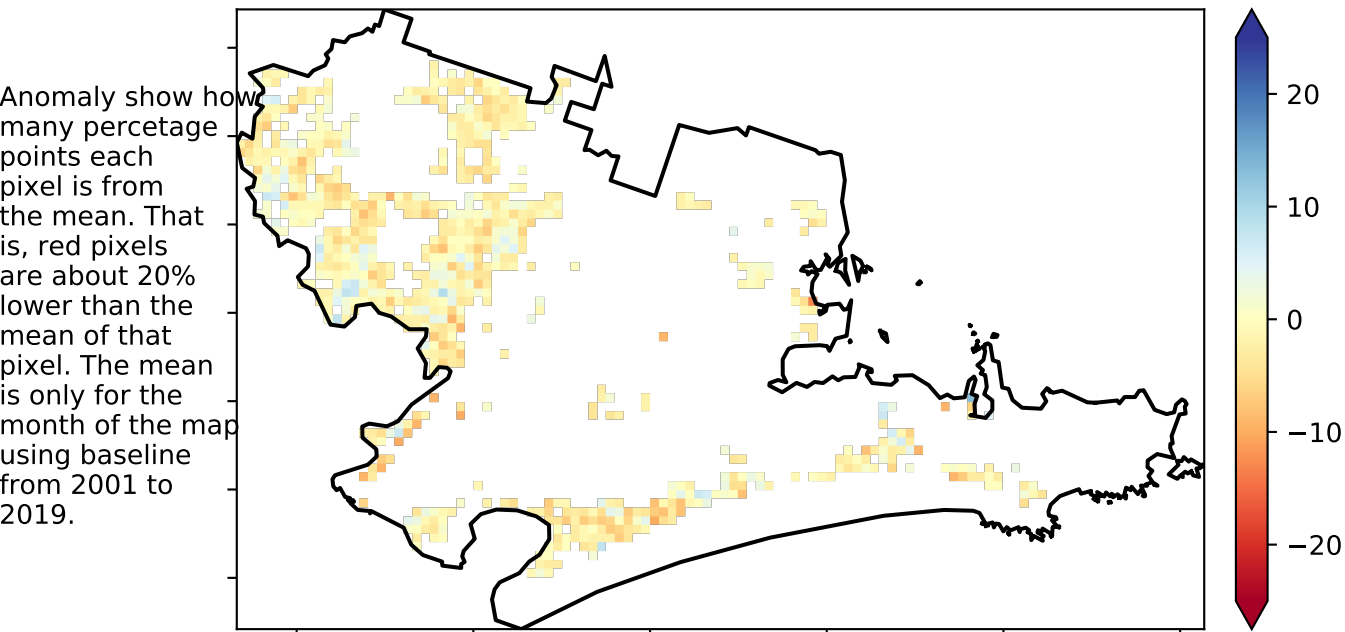 Anomaly show how
many percetage
points each
pixel is from
the mean. That
is, red pixels
are about 20%
lower than the
mean of that
pixel. The mean
is only for the
month of the map
using baseline
from 2001 to
2019.
20
10
0
−10
−20